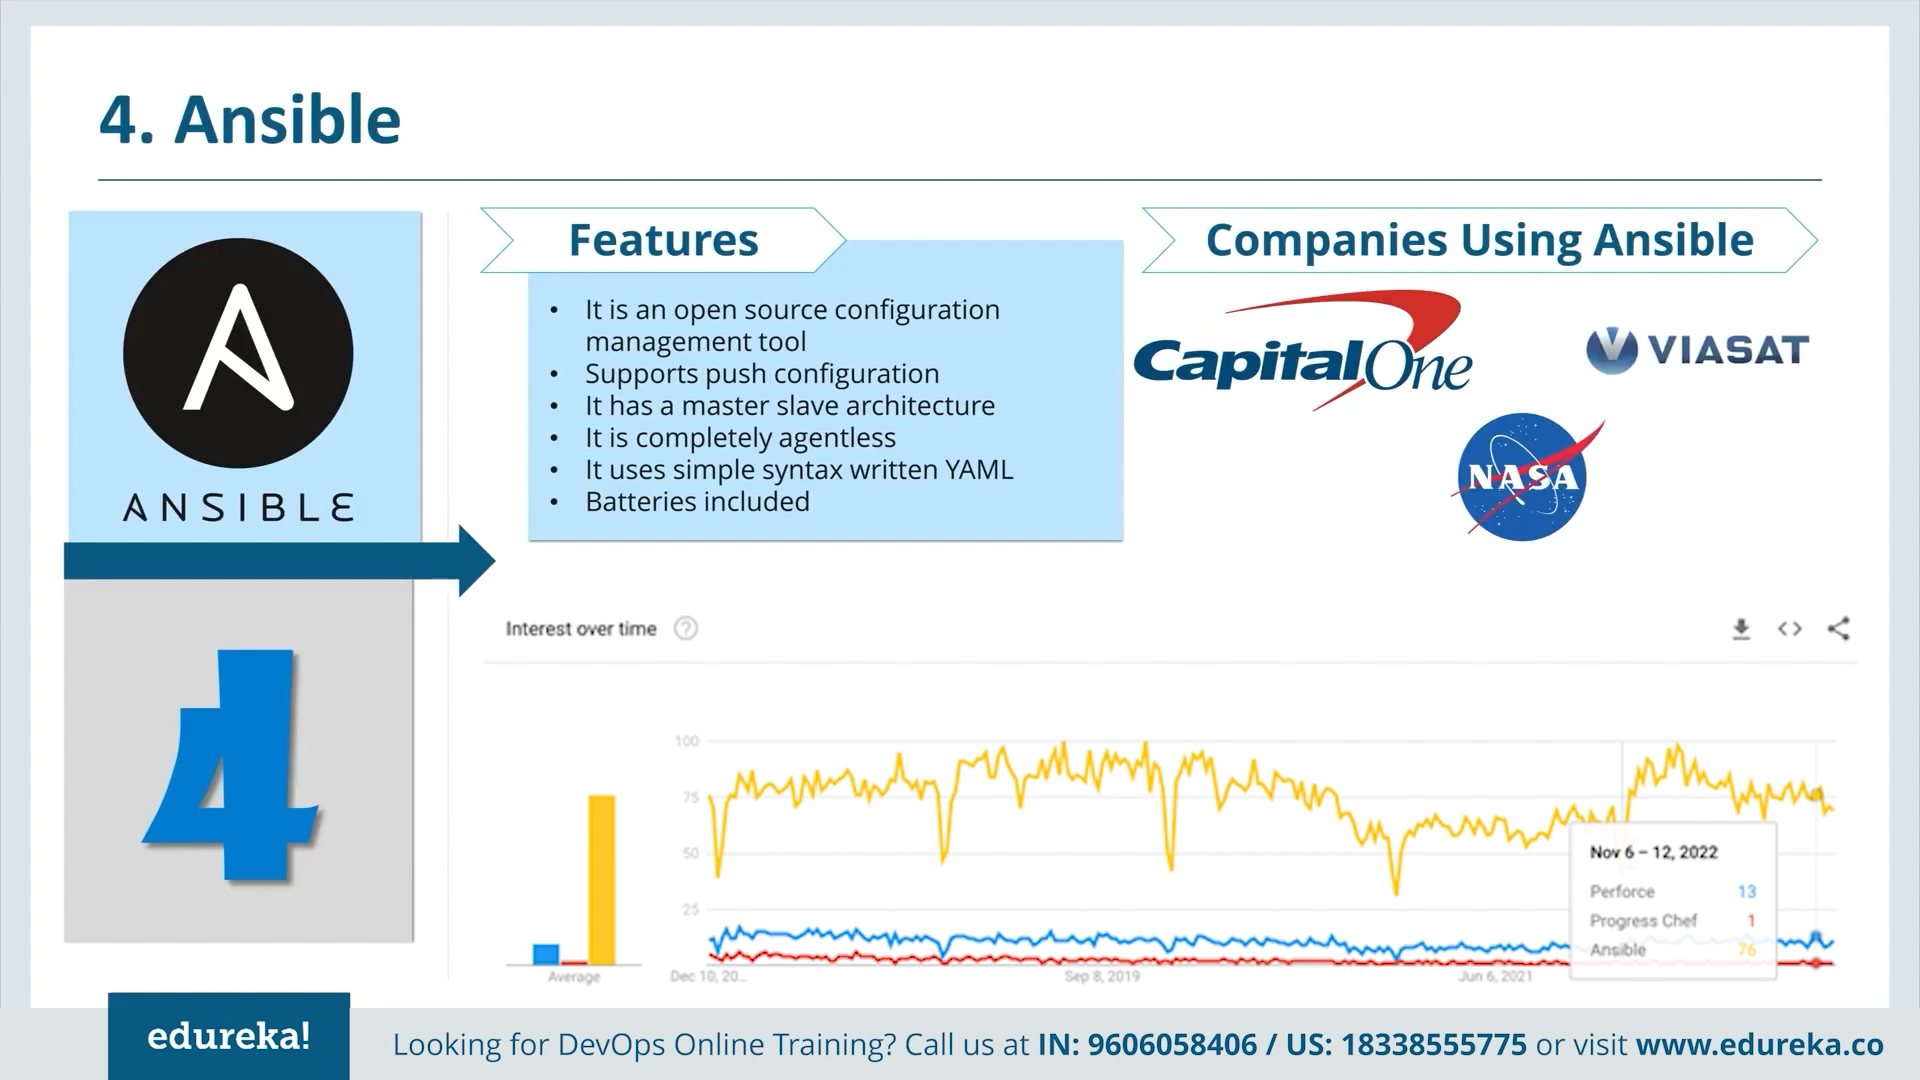 4. Ansible
ANSIBLE
4
Features
• It is an open source configuration
management tool
• Supports push configuration
• It has a master slave architecture
• It is completely agentless
• It uses simple syntax written YAML
• Batteries included
Companies Using Ansible
CapitalOne
VIASAT
NASA
Interest over time ?
100
75
50
25
Average
Dec 10, 20...
Sep 8, 2019
Jun 6, 2021
Nov 6 – 12, 2022
Perforce 13
Progress Chef 1
Ansible 76
edureka!
Looking for DevOps Online Training? Call us at IN: 9606058406 / US: 18338555775 or visit www.edureka.co